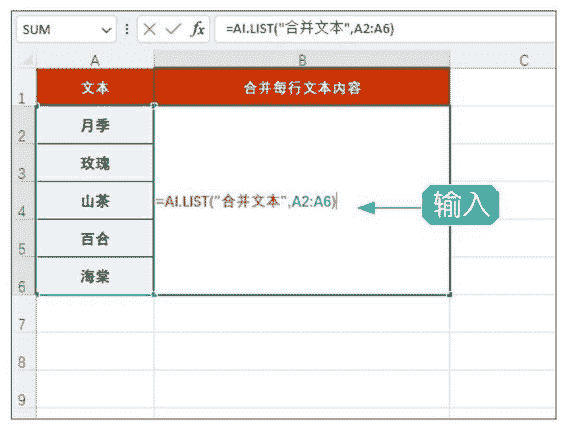 SUM fx =AI.LIST("合并文本",A2:A6)
A B C
1 文本 合并每行文本内容
2 月季
3 玫瑰
4 山茶 =AI.LIST("合并文本",A2:A6) 输入
5 百合
6 海棠
7
8
9